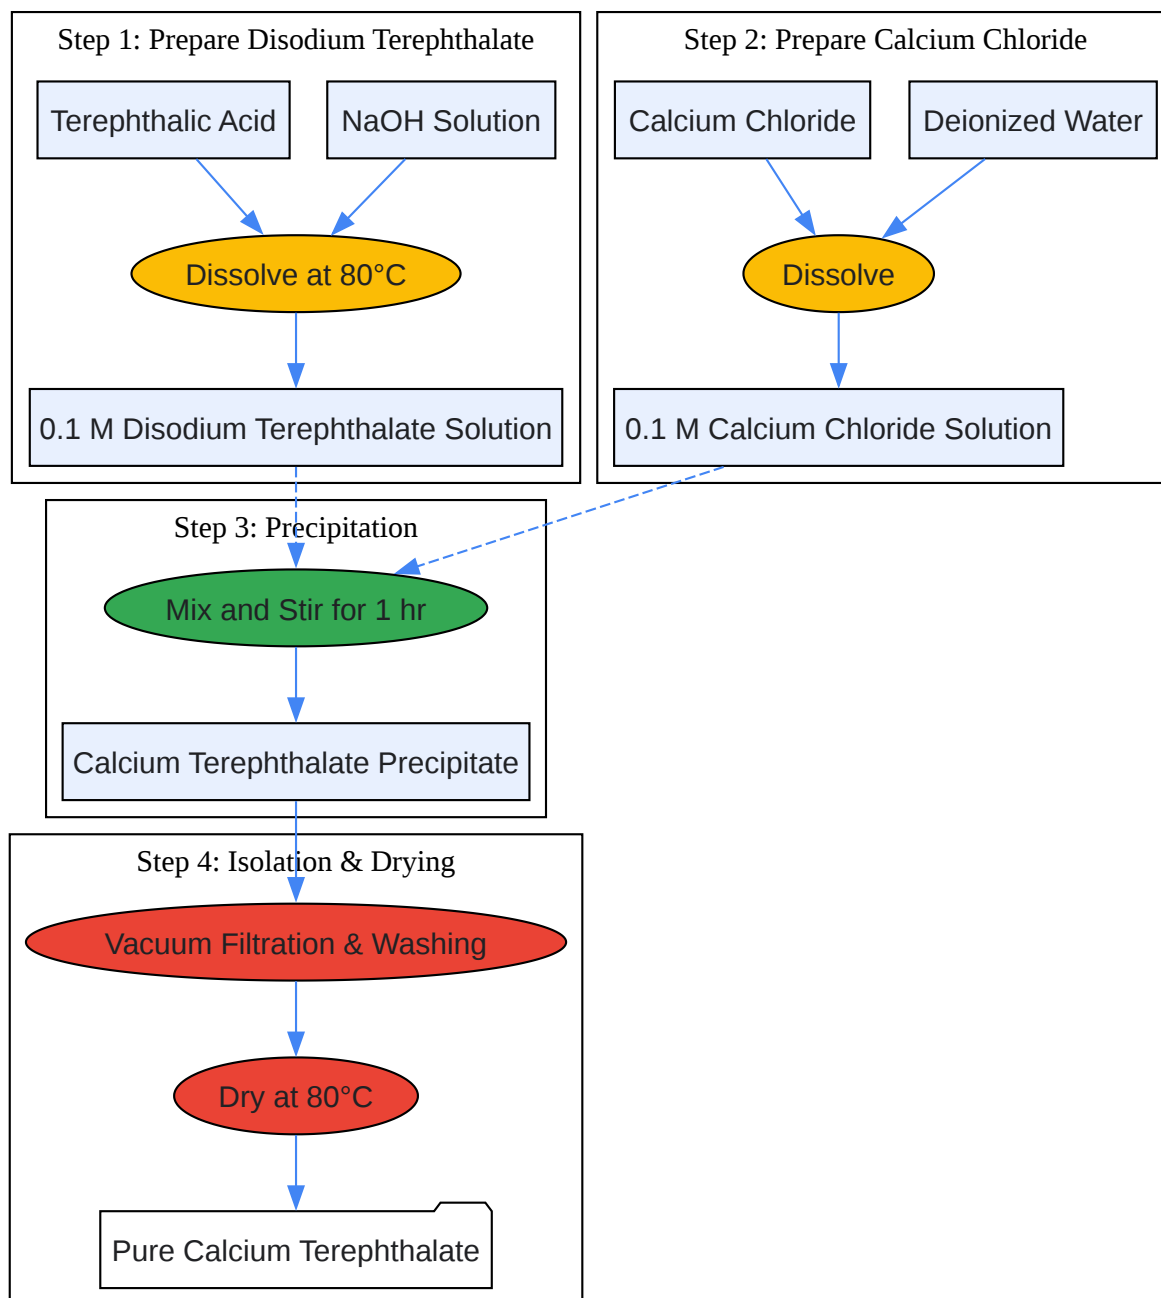 Step 1: Prepare Disodium Terephthalate
Terephthalic Acid
NaOH Solution
Dissolve at 80°C
0.1 M Disodium Terephthalate Solution
Step 2: Prepare Calcium Chloride
Calcium Chloride
Deionized Water
Dissolve
0.1 M Calcium Chloride Solution
Step 3: Precipitation
Mix and Stir for 1 hr
Calcium Terephthalate Precipitate
Step 4: Isolation & Drying
Vacuum Filtration & Washing
Dry at 80°C
Pure Calcium Terephthalate